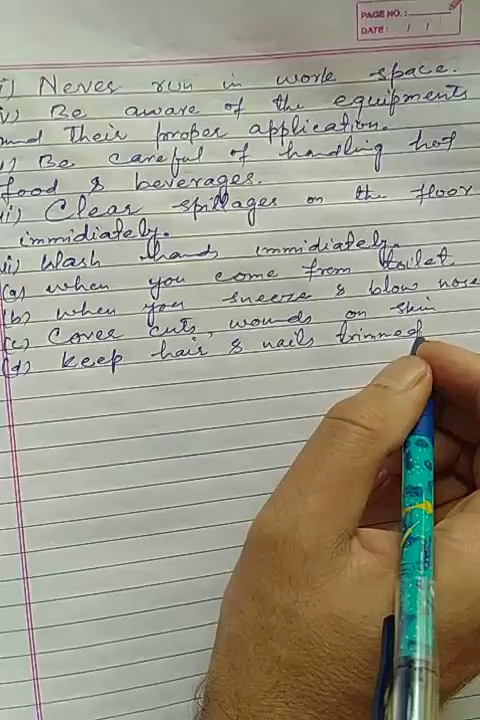 PAGE NO.:
DATE: / /
i) Never run in work space.
v) Be aware of the equipments
and Their proper application.
i) Be careful of handling hot
food & beverages.
ii) Clear spillages on the floor
immidiately.
ii) Wash hands immidiately.
(a) when you come from toilet.
(b) when you sneeze & blow nose
(c) Cover cuts, wounds on skin
(d) keep hair & nails trimmed